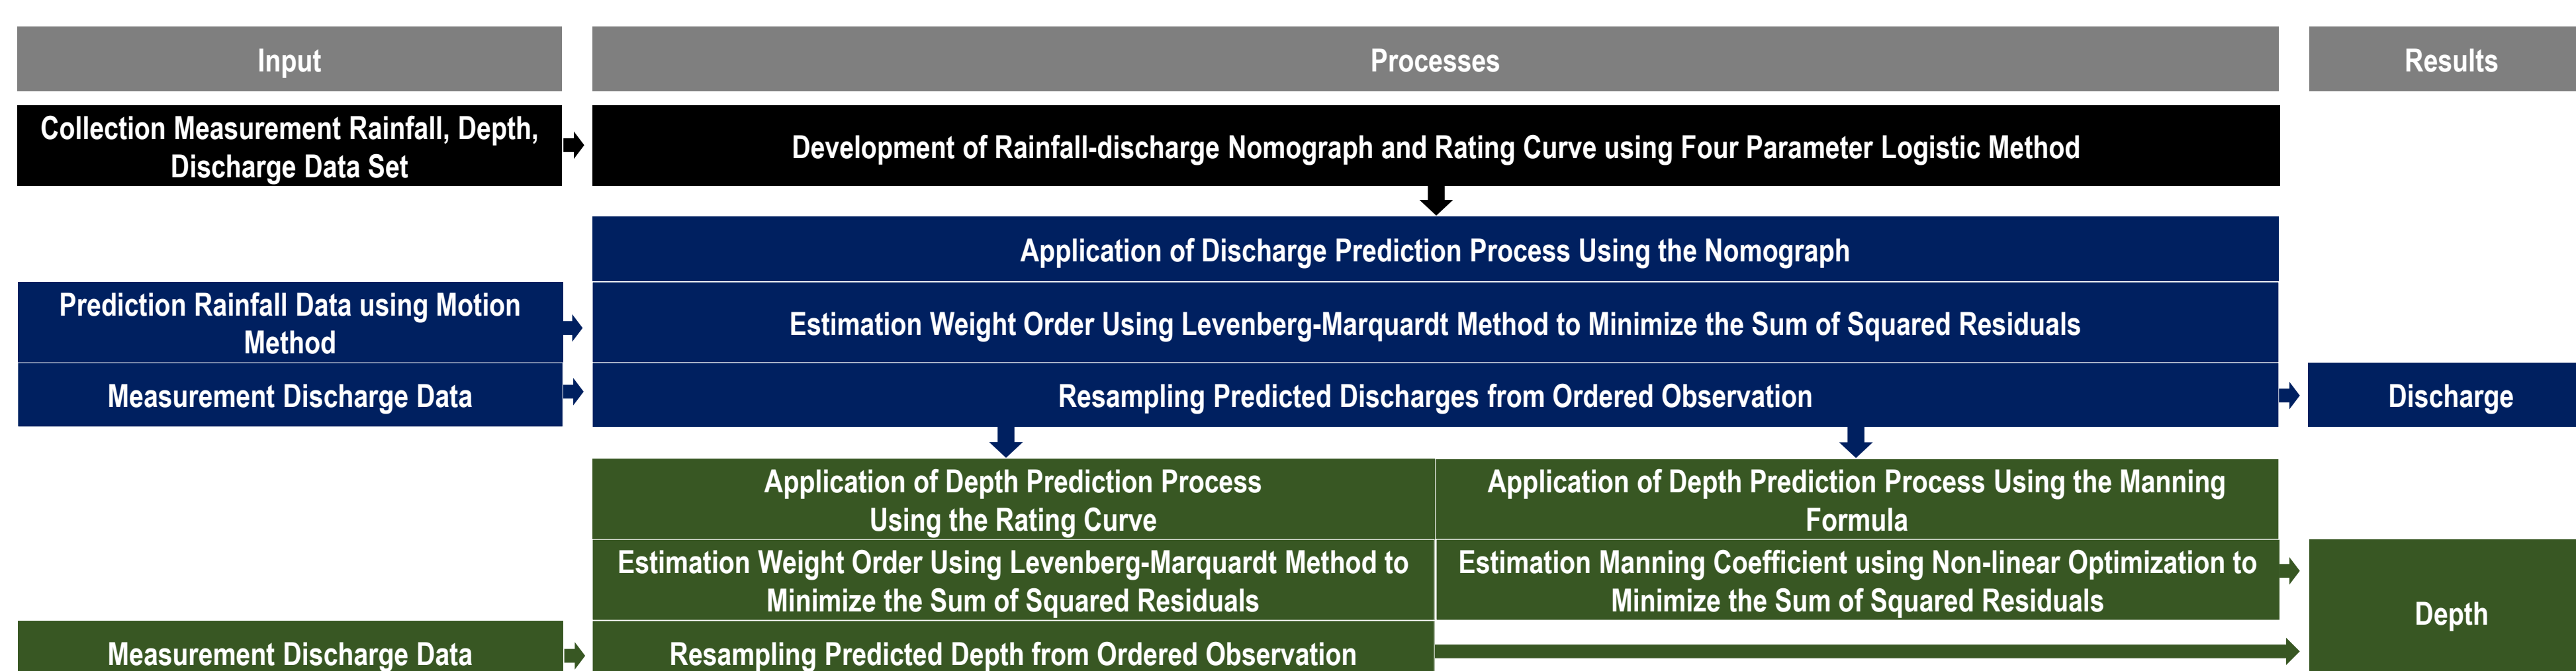 Input
Processes
Results
Collection Measurement Rainfall, Depth,
Discharge Data Set
Development of Rainfall-discharge Nomograph and Rating Curve using Four Parameter Logistic Method
Application of Discharge Prediction Process Using the Nomograph
Prediction Rainfall Data using Motion
Method
Estimation Weight Order Using Levenberg-Marquardt Method to Minimize the Sum of Squared Residuals
Measurement Discharge Data
Resampling Predicted Discharges from Ordered Observation
Discharge
Application of Depth Prediction Process
Using the Rating Curve
Application of Depth Prediction Process Using the Manning
Formula
Estimation Weight Order Using Levenberg-Marquardt Method to
Minimize the Sum of Squared Residuals
Estimation Manning Coefficient using Non-linear Optimization to
Minimize the Sum of Squared Residuals
Depth
Measurement Discharge Data
Resampling Predicted Depth from Ordered Observation